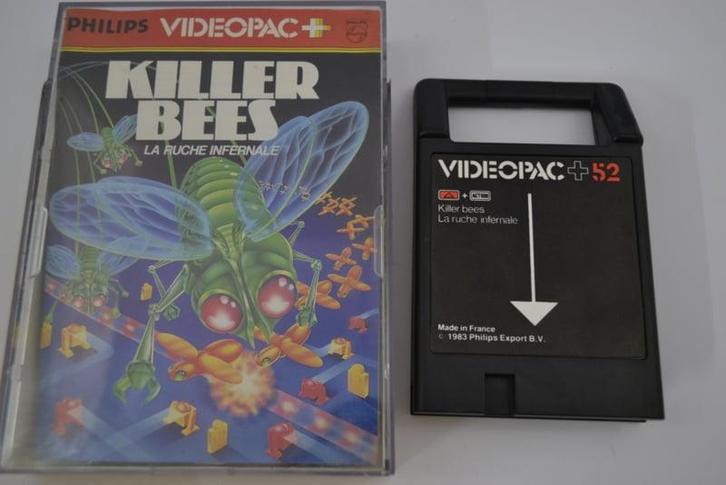 PHILIPS VIDEOPAC+
KILLER
BEES
LA RUCHE INFERNALE
VIDEOPAC+52
+
Killer bees
La ruche infernale
Made in France
© 1983 Philips Export B.V.